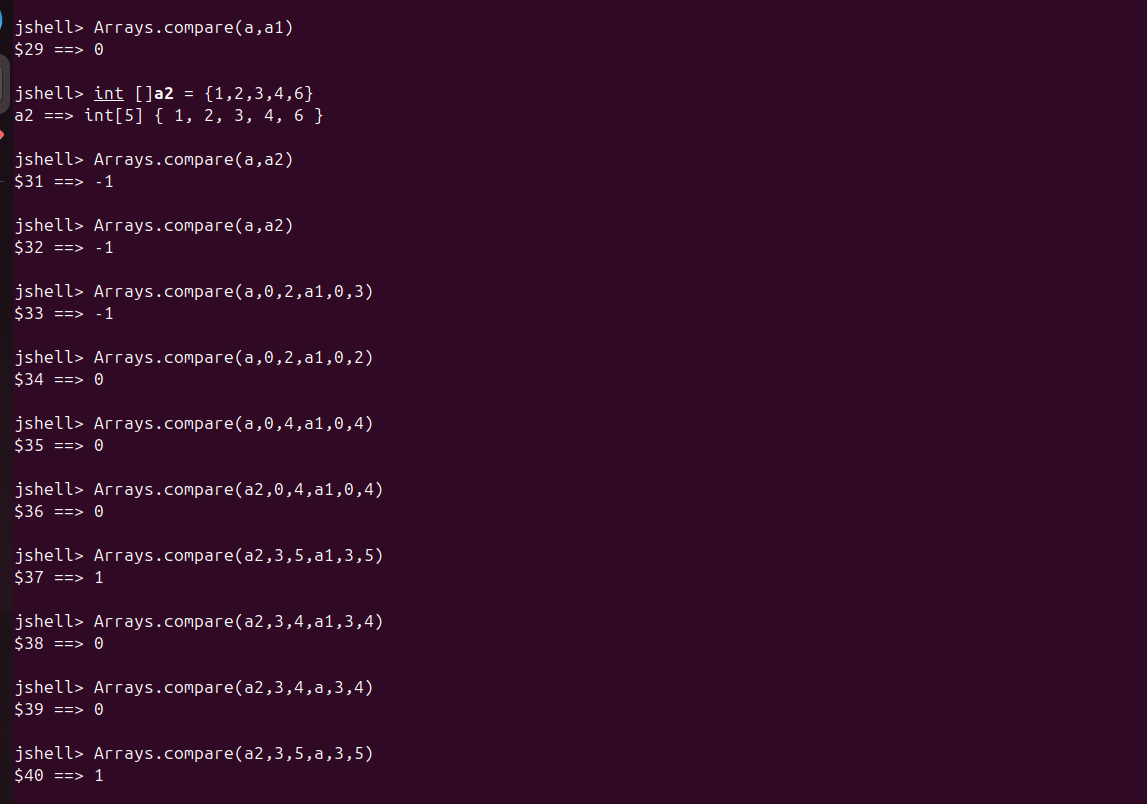 jshell> Arrays.compare(a,a1)
$29 ==> 0
jshell> int []a2 = {1,2,3,4,6}
a2 ==> int[5] { 1, 2, 3, 4, 6 }
jshell> Arrays.compare(a,a2)
$31 ==> -1
jshell> Arrays.compare(a,a2)
$32 ==> -1
jshell> Arrays.compare(a,0,2,a1,0,3)
$33 ==> -1
jshell> Arrays.compare(a,0,2,a1,0,2)
$34 ==> 0
jshell> Arrays.compare(a,0,4,a1,0,4)
$35 ==> 0
jshell> Arrays.compare(a2,0,4,a1,0,4)
$36 ==> 0
jshell> Arrays.compare(a2,3,5,a1,3,5)
$37 ==> 1
jshell> Arrays.compare(a2,3,4,a1,3,4)
$38 ==> 0
jshell> Arrays.compare(a2,3,4,a,3,4)
$39 ==> 0
jshell> Arrays.compare(a2,3,5,a,3,5)
$40 ==> 1